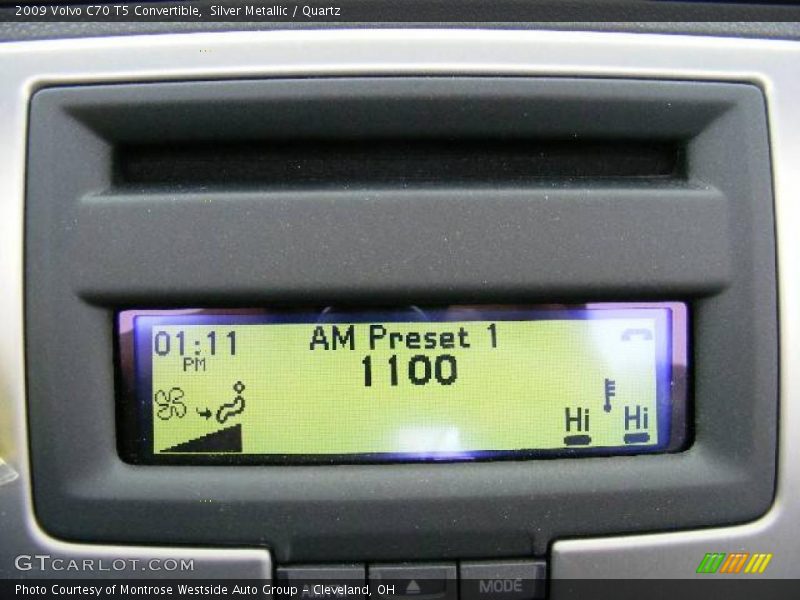 2009 Volvo C70 T5 Convertible,  Silver Metallic / Quartz
01:11 AM Preset 1
PM 1100
Hi Hi
GTCARLOT.COM
MODE
Photo Courtesy of Montrose Westside Auto Group - Cleveland, OH